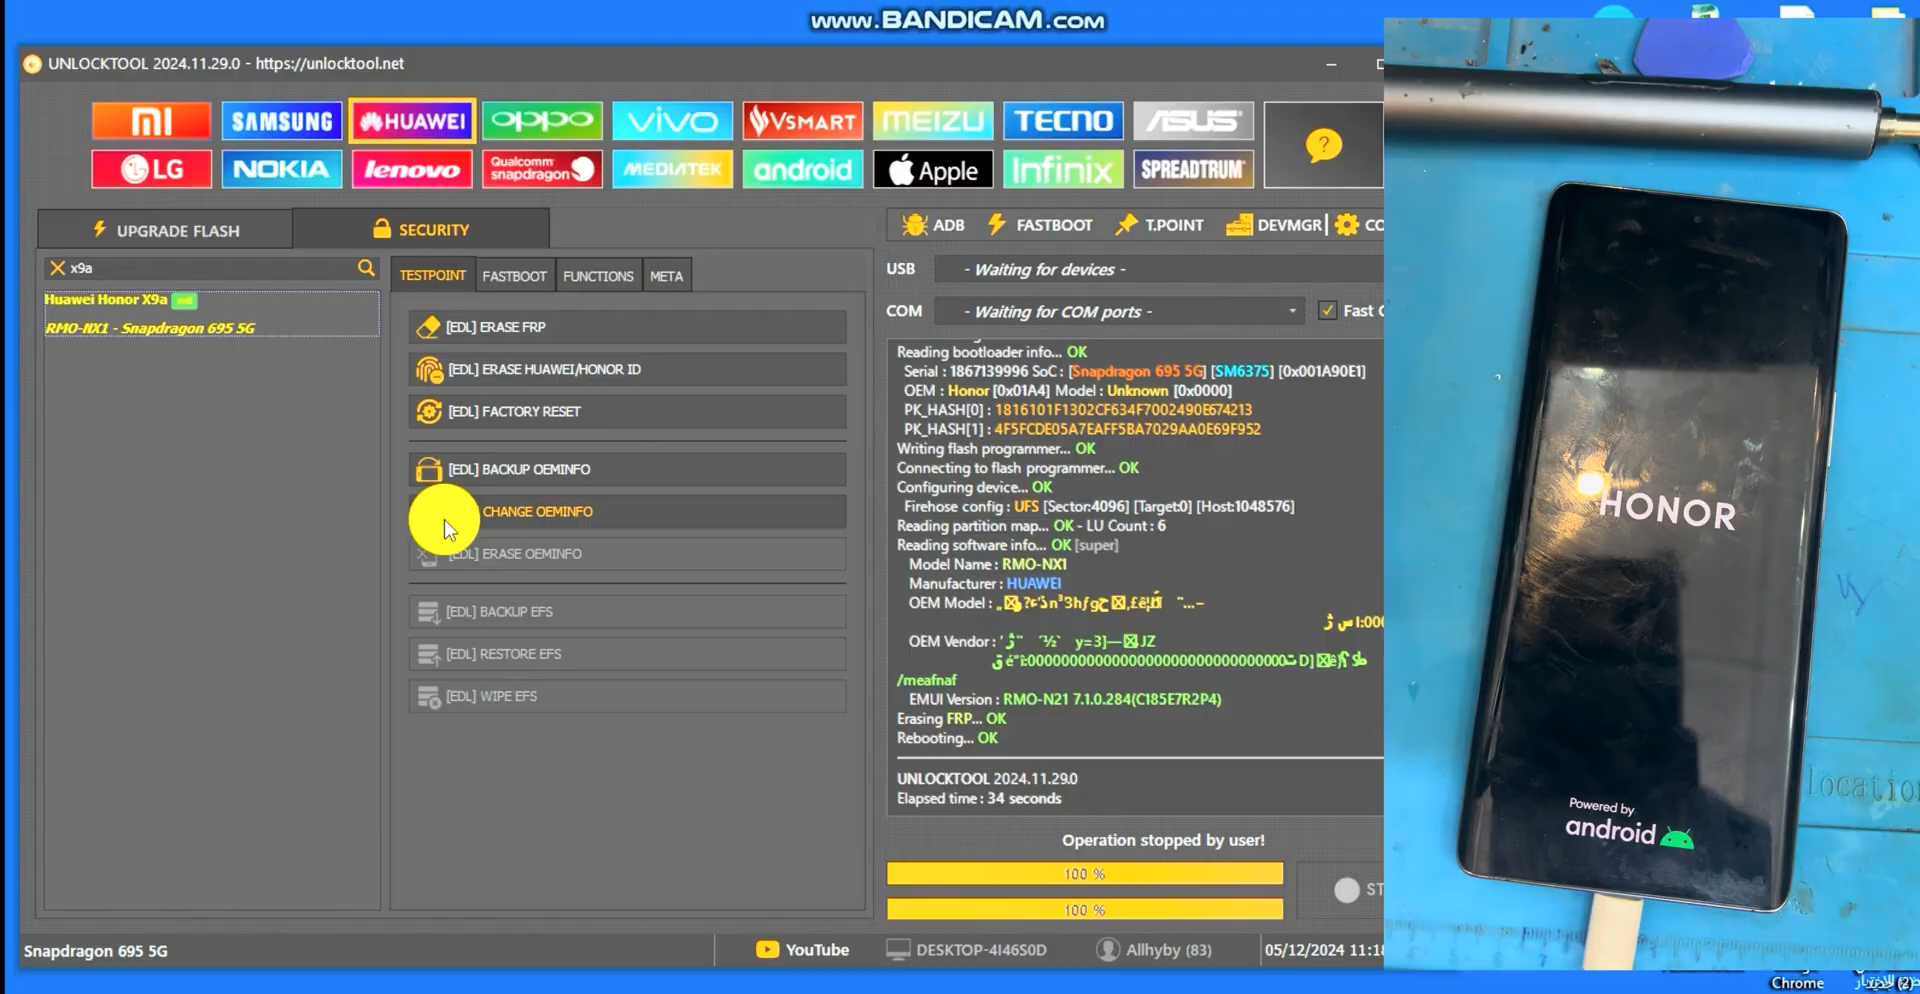 www.BANDICAM.com
UNLOCKTOOL 2024.11.29.0 - https://unlocktool.net
MI SAMSUNG HUAWEI oppo vivo VSMART MEIZU TECNO ASUS
LG NOKIA lenovo Qualcomm snapdragon MEDIATEK android Apple Infinix SPREADTRUM
?
UPGRADE FLASH
SECURITY
x9a
Huawei Honor X9a
RMO-NX1 - Snapdragon 695 5G
TESTPOINT FASTBOOT FUNCTIONS META
[EDL] ERASE FRP
[EDL] ERASE HUAWEI/HONOR ID
[EDL] FACTORY RESET
[EDL] BACKUP OEMINFO
CHANGE OEMINFO
[EDL] ERASE OEMINFO
[EDL] BACKUP EFS
[EDL] RESTORE EFS
[EDL] WIPE EFS
ADB FASTBOOT T.POINT DEVMGR CO
USB - Waiting for devices -
COM - Waiting for COM ports - Fast C
Reading bootloader info... OK
Serial : 1867139996 SoC : [Snapdragon 695 5G] [SM6375] [0x001A90E1]
OEM : Honor [0x01A4] Model : Unknown [0x0000]
PK_HASH[0] : 1816101F1302CF634F7002490E674213
PK_HASH[1] : 4F5FCDE05A7EAFF5BA7029AA0E69F952
Writing flash programmer... OK
Connecting to flash programmer... OK
Configuring device... OK
Firehose config : UFS [Sector:4096] [Target:0] [Host:1048576]
Reading partition map... OK - LU Count : 6
Reading software info... OK [super]
Model Name : RMO-NX1
Manufacturer : HUAWEI
OEM Model :
OEM Vendor :
/meafnaf
EMUI Version : RMO-N21 7.1.0.284(C185E7R2P4)
Erasing FRP... OK
Rebooting... OK
UNLOCKTOOL 2024.11.29.0
Elapsed time : 34 seconds
Operation stopped by user!
100 %
100 %
ST
Snapdragon 695 5G
YouTube
DESKTOP-4I46S0D
Allhyby (83)
05/12/2024 11:18
HONOR
Powered by
android
location
Chrome